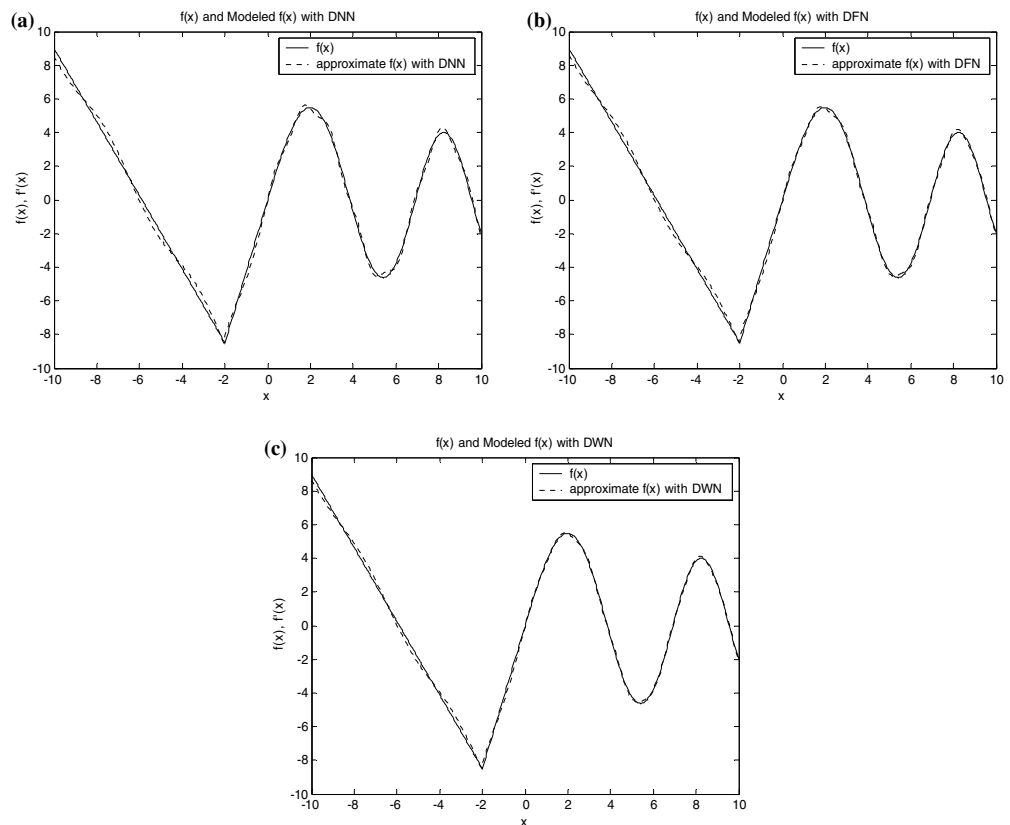 (a)
f(x) and Modeled f(x) with DNN
10
8
6
4
2
0
-2
-4
-6
-8
-10
f(x), f'(x)
f(x)
approximate f(x) with DNN
-10 -8 -6 -4 -2 0 2 4 6 8 10
x
(b)
f(x) and Modeled f(x) with DFN
10
8
6
4
2
0
-2
-4
-6
-8
-10
f(x), f'(x)
f(x)
approximate f(x) with DFN
-10 -8 -6 -4 -2 0 2 4 6 8 10
x
(c)
f(x) and Modeled f(x) with DWN
10
8
6
4
2
0
-2
-4
-6
-8
-10
f(x), f'(x)
f(x)
approximate f(x) with DWN
-10 -8 -6 -4 -2 0 2 4 6 8 10
x